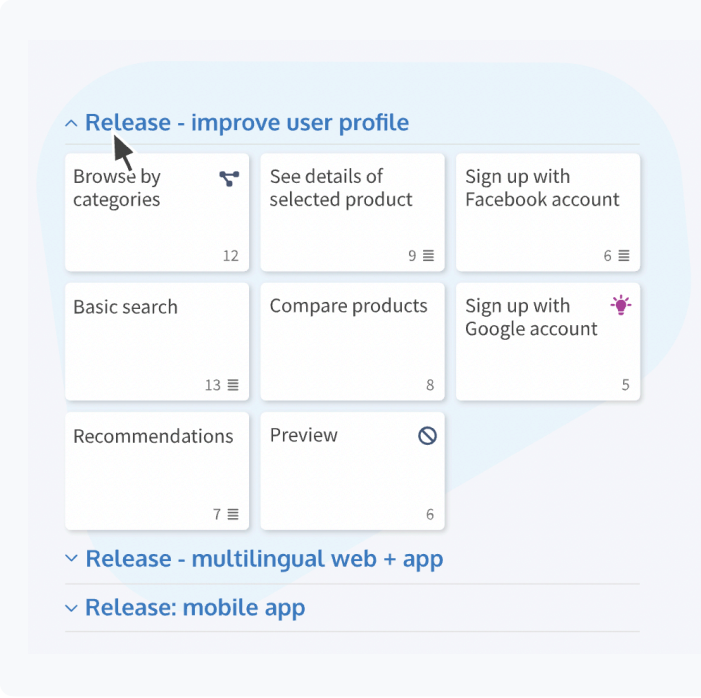 Release - improve user profile
Browse by
categories
12
See details of
selected product
9
Sign up with
Facebook account
6
Basic search
13
Compare products
8
Sign up with
Google account
5
Recommendations
7
Preview
6
Release - multilingual web + app
Release: mobile app